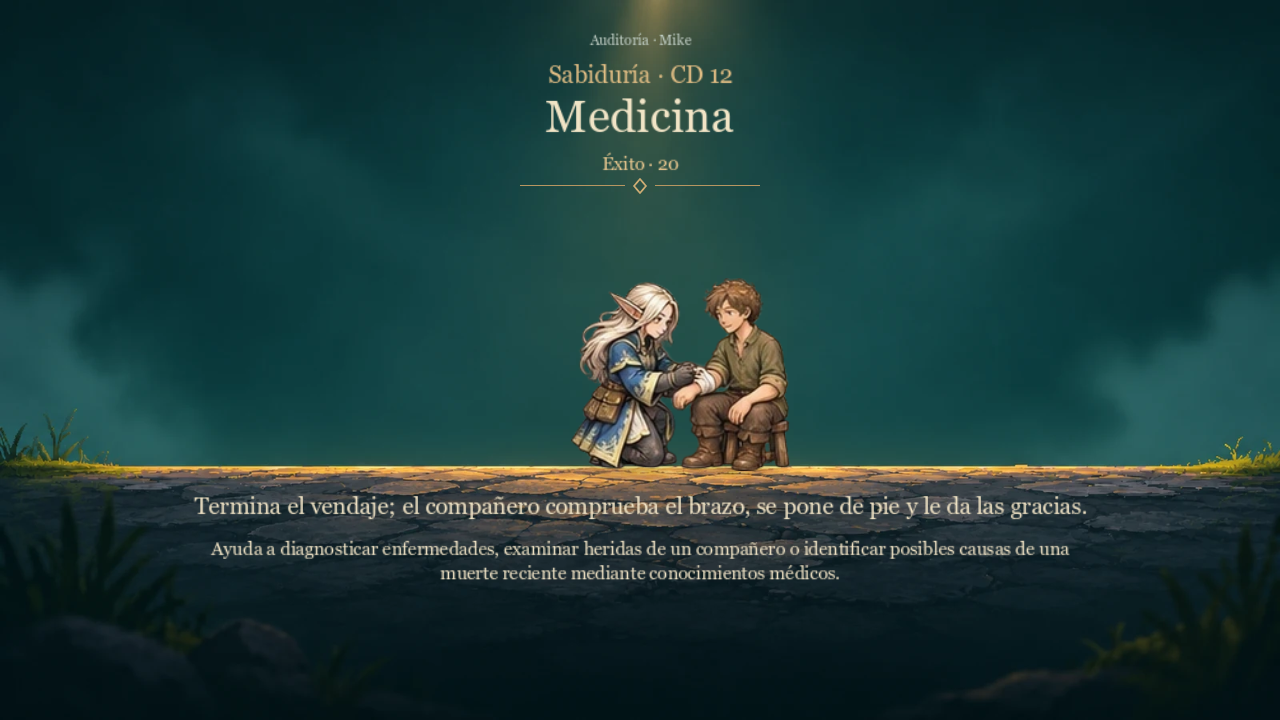 Auditoría · Mike
Sabiduría · CD 12
Medicina
Éxito · 20
Termina el vendaje; el compañero comprueba el brazo, se pone de pie y le da las gracias.
Ayuda a diagnosticar enfermedades, examinar heridas de un compañero o identificar posibles causas de una
muerte reciente mediante conocimientos médicos.